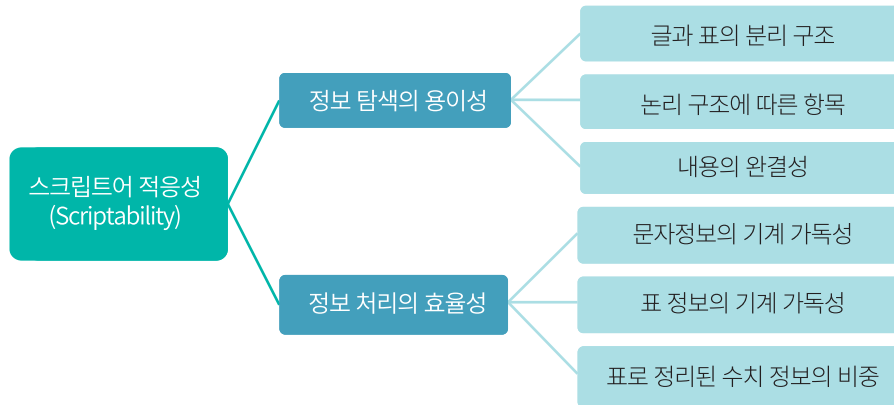 스크립트어 적응성
(Scriptability)
정보 탐색의 용이성
글과 표의 분리 구조
논리 구조에 따른 항목
내용의 완결성
정보 처리의 효율성
문자정보의 기계 가독성
표 정보의 기계 가독성
표로 정리된 수치 정보의 비중